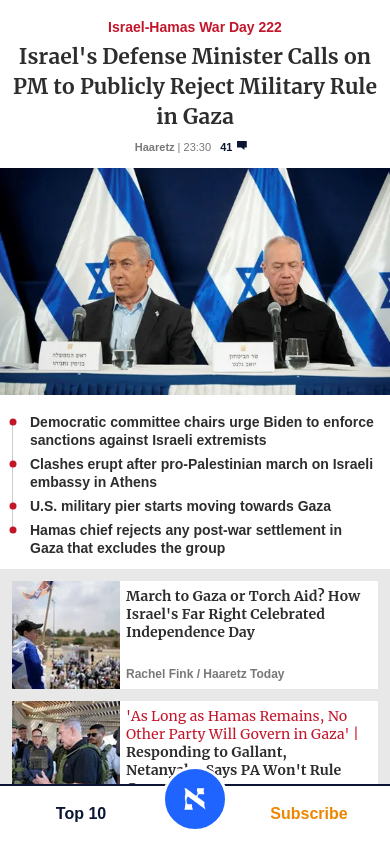 Israel-Hamas War Day 222
Israel's Defense Minister Calls on
PM to Publicly Reject Military Rule
in Gaza
Haaretz | 23:30 41
ראש הממשלה
בנימין נתניהו
שר הביטחון
יואב גלנט
Democratic committee chairs urge Biden to enforce
sanctions against Israeli extremists
Clashes erupt after pro-Palestinian march on Israeli
embassy in Athens
U.S. military pier starts moving towards Gaza
Hamas chief rejects any post-war settlement in
Gaza that excludes the group
March to Gaza or Torch Aid? How
Israel's Far Right Celebrated
Independence Day
Rachel Fink / Haaretz Today
'As Long as Hamas Remains, No
Other Party Will Govern in Gaza' |
Responding to Gallant,
Says PA Won't Rule
Top 10
Subscribe